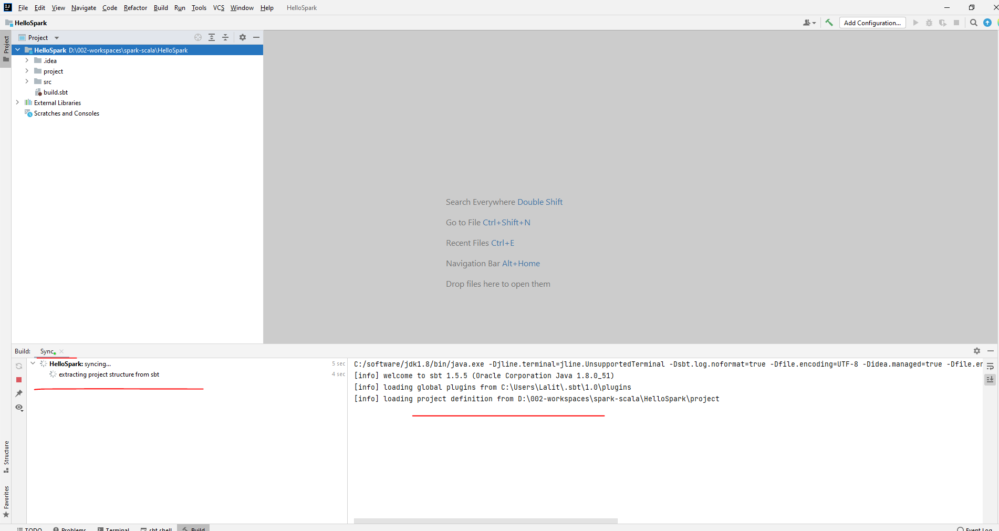 File Edit View Navigate Code Refactor Build Run Tools VCS Window Help HelloSpark
HelloSpark
Add Configuration...
Project
Project
HelloSpark D:\002-workspaces\spark-scala\HelloSpark
.idea
project
src
build.sbt
External Libraries
Scratches and Consoles
Search Everywhere Double Shift
Go to File Ctrl+Shift+N
Recent Files Ctrl+E
Navigation Bar Alt+Home
Drop files here to open them
Build: Sync
HelloSpark: syncing... 5 sec
extracting project structure from sbt 4 sec
C:/software/jdk1.8/bin/java.exe -Djline.terminal=jline.UnsupportedTerminal -Dsbt.log.noformat=true -Dfile.encoding=UTF-8 -Didea.managed=true -Dfile.en
[info] welcome to sbt 1.5.5 (Oracle Corporation Java 1.8.0_51)
[info] loading global plugins from C:\Users\Lalit\.sbt\1.0\plugins
[info] loading project definition from D:\002-workspaces\spark-scala\HelloSpark\project
Structure
Favorites
TODO Problems Terminal sbt shell Build Event Log